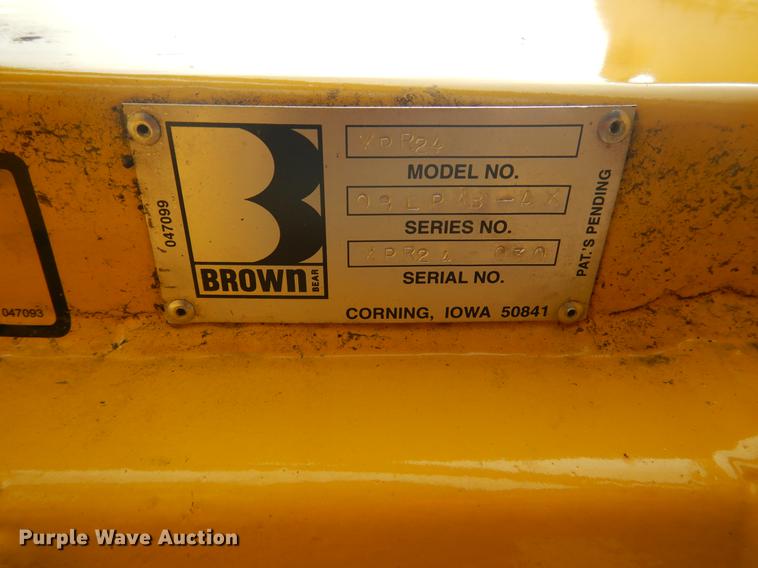 047099
BROWN
BEAR
MODEL NO.
SERIES NO.
SERIAL NO.
CORNING, IOWA 50841
PAT.'S PENDING
047093
Purple Wave Auction